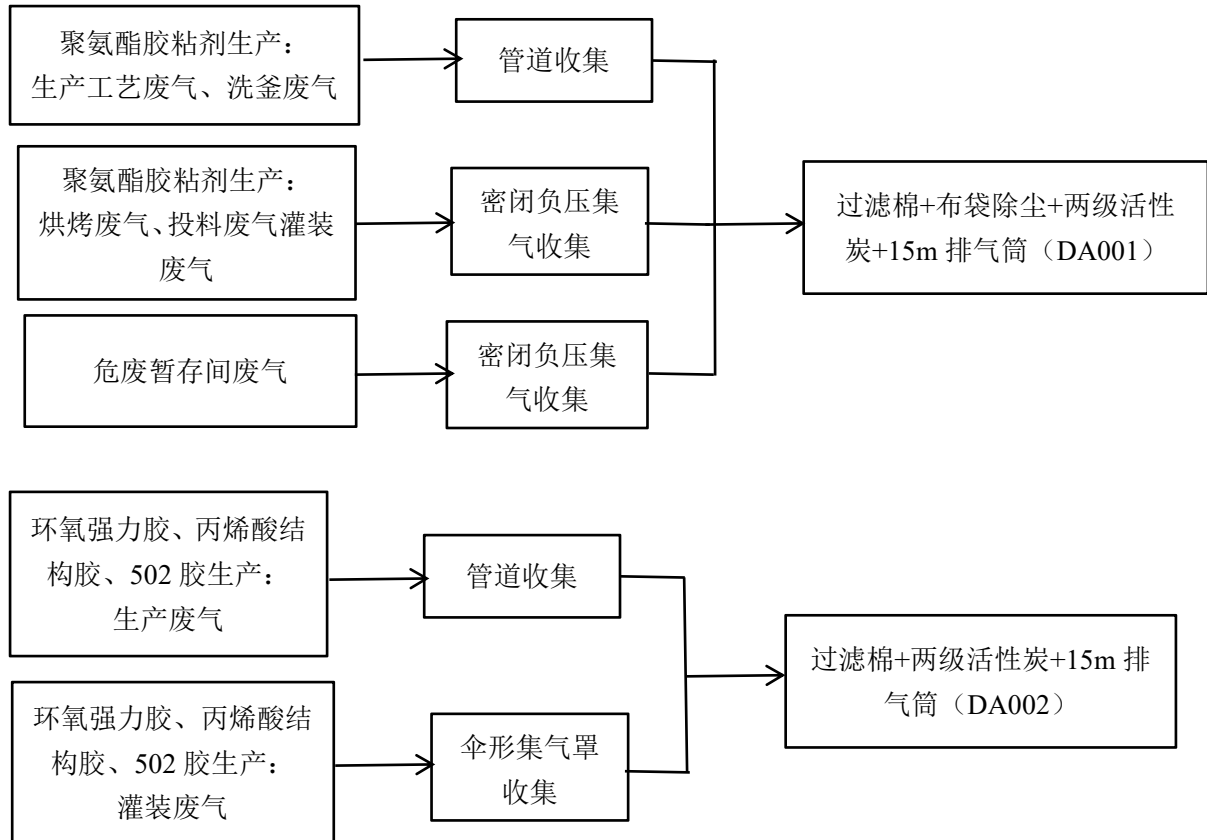 聚氨酯胶粘剂生产：
生产工艺废气、洗釜废气
管道收集
聚氨酯胶粘剂生产：
烘烤废气、投料废气灌装
废气
密闭负压集
气收集
过滤棉+布袋除尘+两级活性
炭+15m 排气筒（DA001）
危废暂存间废气
密闭负压集
气收集
环氧强力胶、丙烯酸结
构胶、502 胶生产：
生产废气
管道收集
过滤棉+两级活性炭+15m 排
气筒（DA002）
环氧强力胶、丙烯酸结
构胶、502 胶生产：
灌装废气
伞形集气罩
收集